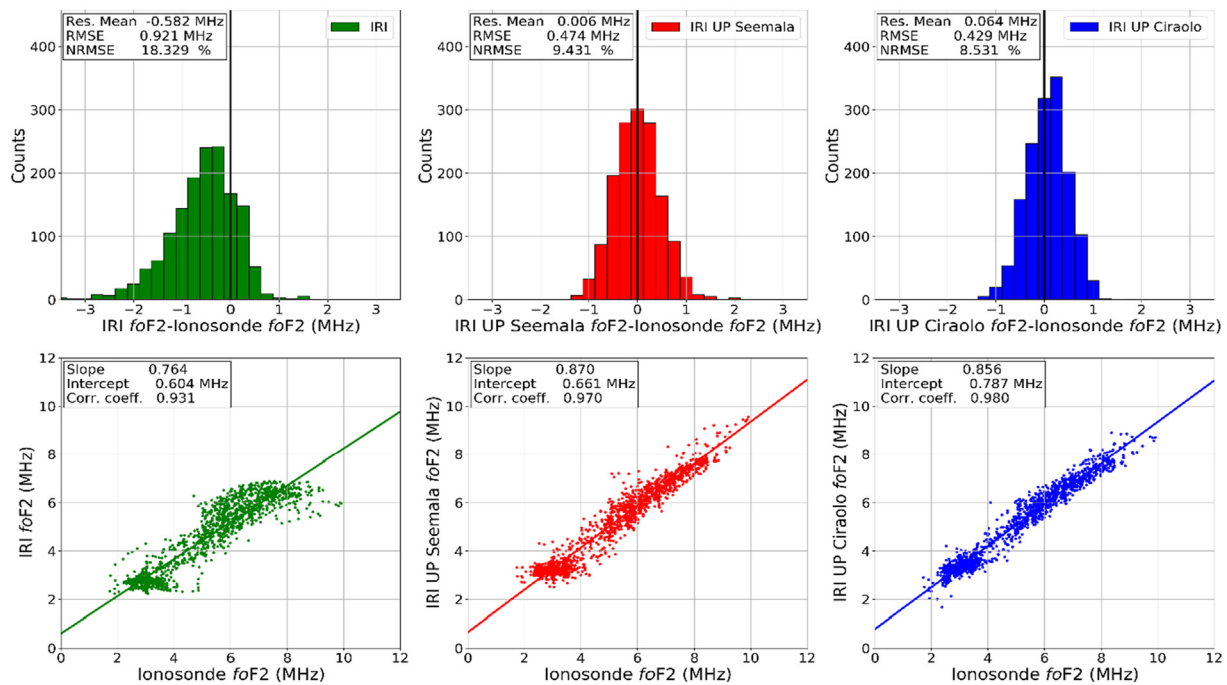 Res. Mean -0.582 MHz
RMSE 0.921 MHz
NRMSE 18.329 %
IRI
400
300
200
100
0
Counts
−3 −2 −1 0 1 2 3
IRI foF2-Ionosonde foF2 (MHz)
Res. Mean 0.006 MHz
RMSE 0.474 MHz
NRMSE 9.431 %
IRI UP Seemala
400
300
200
100
0
Counts
−3 −2 −1 0 1 2 3
IRI UP Seemala foF2-Ionosonde foF2 (MHz)
Res. Mean 0.064 MHz
RMSE 0.429 MHz
NRMSE 8.531 %
IRI UP Ciraolo
400
300
200
100
0
Counts
−3 −2 −1 0 1 2 3
IRI UP Ciraolo foF2-Ionosonde foF2 (MHz)
Slope 0.764
Intercept 0.604 MHz
Corr. coeff. 0.931
12
10
8
6
4
2
0
IRI foF2 (MHz)
0 2 4 6 8 10 12
Ionosonde foF2 (MHz)
Slope 0.870
Intercept 0.661 MHz
Corr. coeff. 0.970
12
10
8
6
4
2
0
IRI UP Seemala foF2 (MHz)
0 2 4 6 8 10 12
Ionosonde foF2 (MHz)
Slope 0.856
Intercept 0.787 MHz
Corr. coeff. 0.980
12
10
8
6
4
2
0
IRI UP Ciraolo foF2 (MHz)
0 2 4 6 8 10 12
Ionosonde foF2 (MHz)